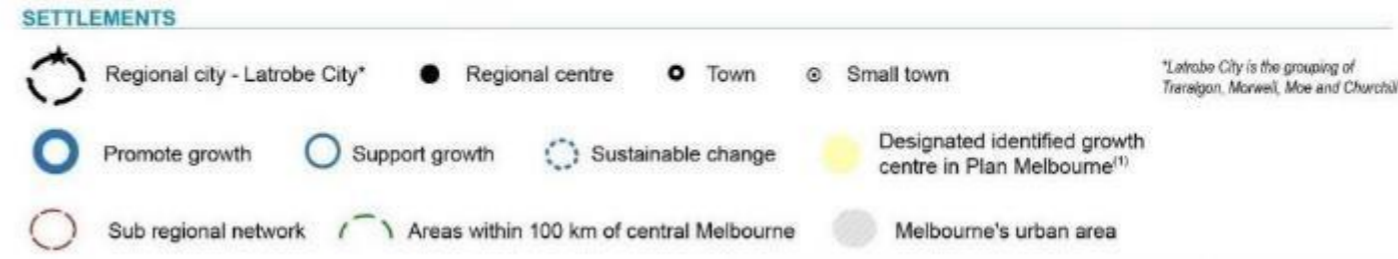 SETTLEMENTS
Regional city - Latrobe City* Regional centre Town Small town
*Latrobe City is the grouping of
Traralgon, Morwell, Moe and Churchill
Promote growth Support growth Sustainable change
Designated identified growth
centre in Plan Melbourne(1)
Sub regional network Areas within 100 km of central Melbourne Melbourne's urban area